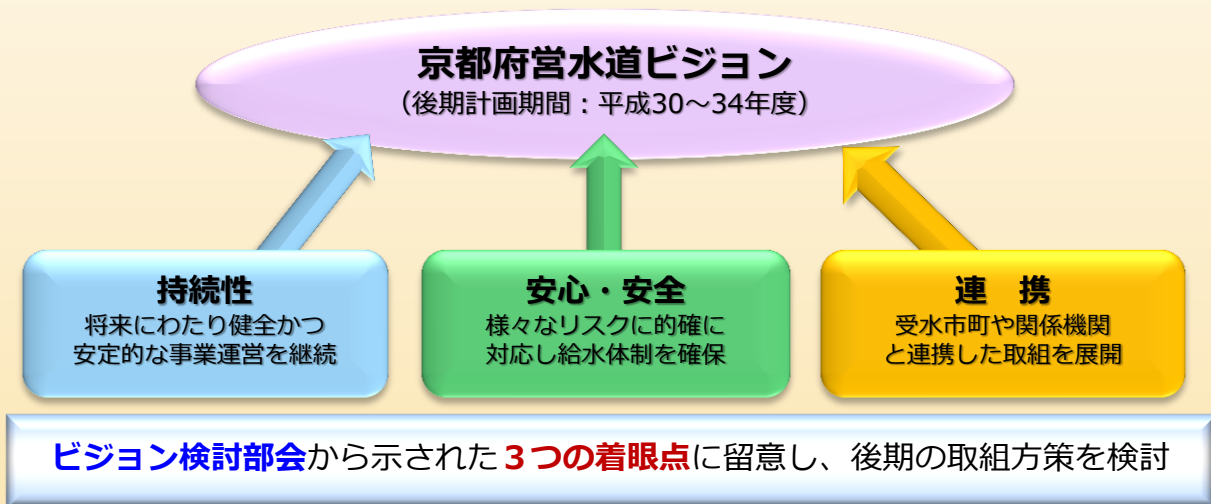 京都府営水道ビジョン
（後期計画期間：平成30～34年度）
持続性
将来にわたり健全かつ
安定的な事業運営を継続
安心・安全
様々なリスクに的確に
対応し給水体制を確保
連　携
受水市町や関係機関
と連携した取組を展開
ビジョン検討部会から示された３つの着眼点に留意し、後期の取組方策を検討